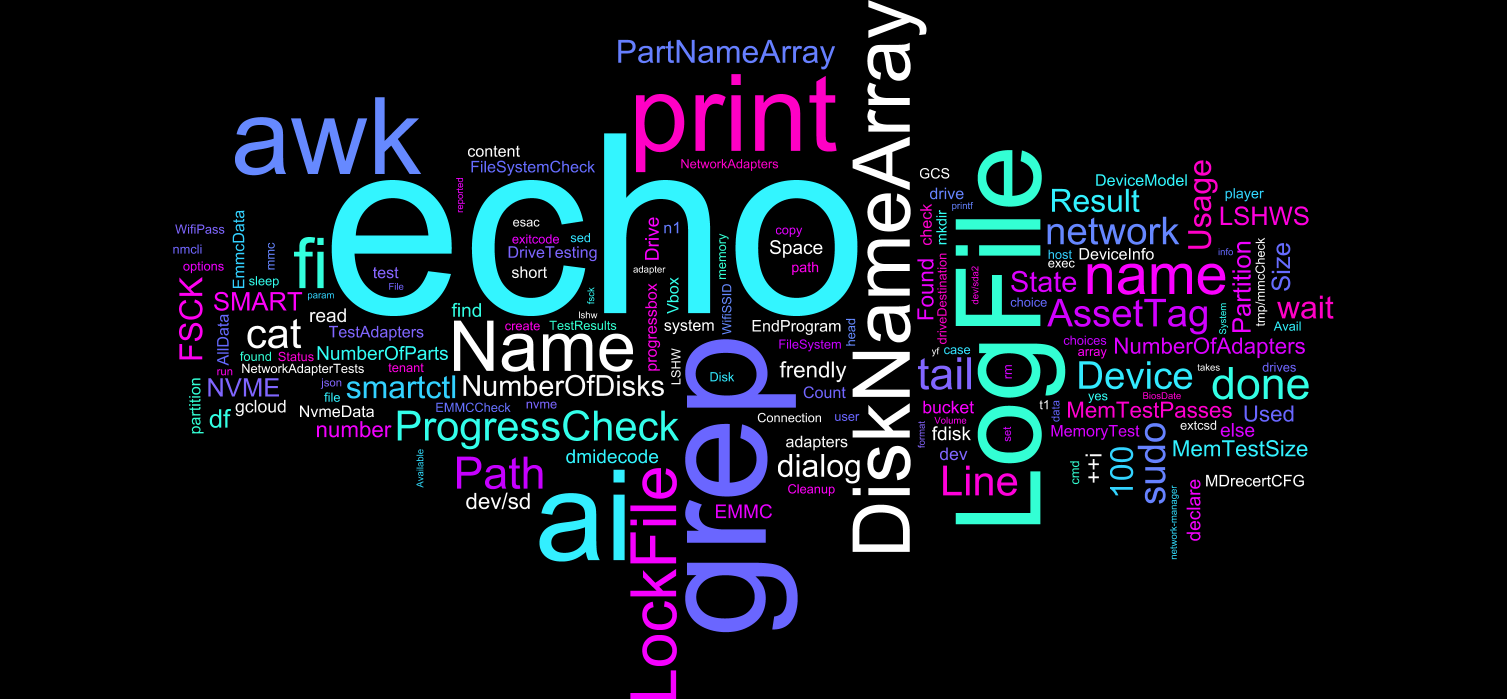 PartNameArray
print
DiskNameArray
awk
echo
content
FileSystemCheck
NetworkAdapters
reported
GCS
drive
printf
DeviceModel
player
Result
Usage
LSHWS
LogFile
check
mkdir
WifiPass
nmcli
options
EmmcData
mmc
sleep
fi
param
test
File
esac
exitcode
sed
DriveTesting
short
n1
Drive
adapter
memory
copy
Space
path
network
host
exec
DeviceInfo
info
Size
Partition
tmp/mmcCheck
Found
driveDestination
dev/sda2
State
name
choice
AssetTag
wait
System
Avail
FSCK
SMART
read
AllData
cat
TestAdapters
find
fsck
lshw
create
TestResults
progressbox
Vbox
system
WifiSSID
EndProgram
FileSystem
head
Name
found
Status
NumberOfParts
run
NetworkAdapterTests
tenant
LSHW
yf
case
choices
array
NumberOfAdapters
partition
NVME
json
file
smartctl
NumberOfDisks
Disk
frendly
Count
tail
rm
Device
takes
drives
done
yes
BiosDate
df
gcloud
NvmeData
EMMCCheck
nvme
number
ProgressCheck
Connection
user
bucket
Volume
format
fdisk
set
t1
data
MemTestPasses
Used
extcsd
else
MemoryTest
adapters
dev
Available
Path
dmidecode
grep
dialog
Cleanup
Line
cmd
++i
100
sudo
MemTestSize
MDrecertCFG
dev/sd
ai
LockFile
EMMC
network-manager
declare